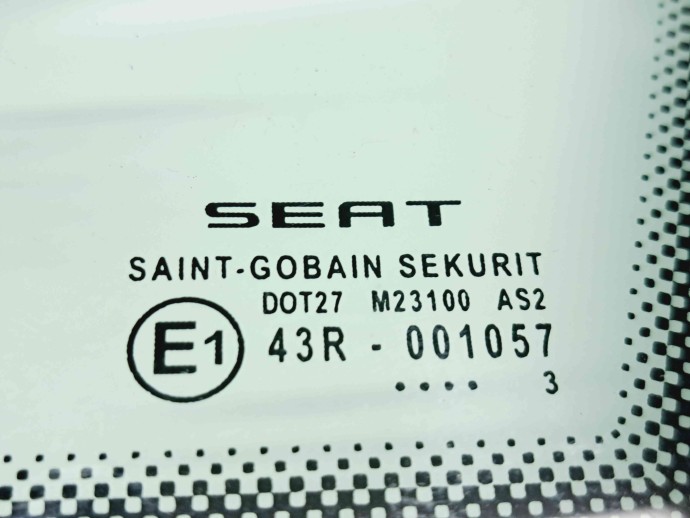 SEAT
SAINT-GOBAIN SEKURIT
DOT27 M23100 AS2
E1 43R - 001057
.... 3